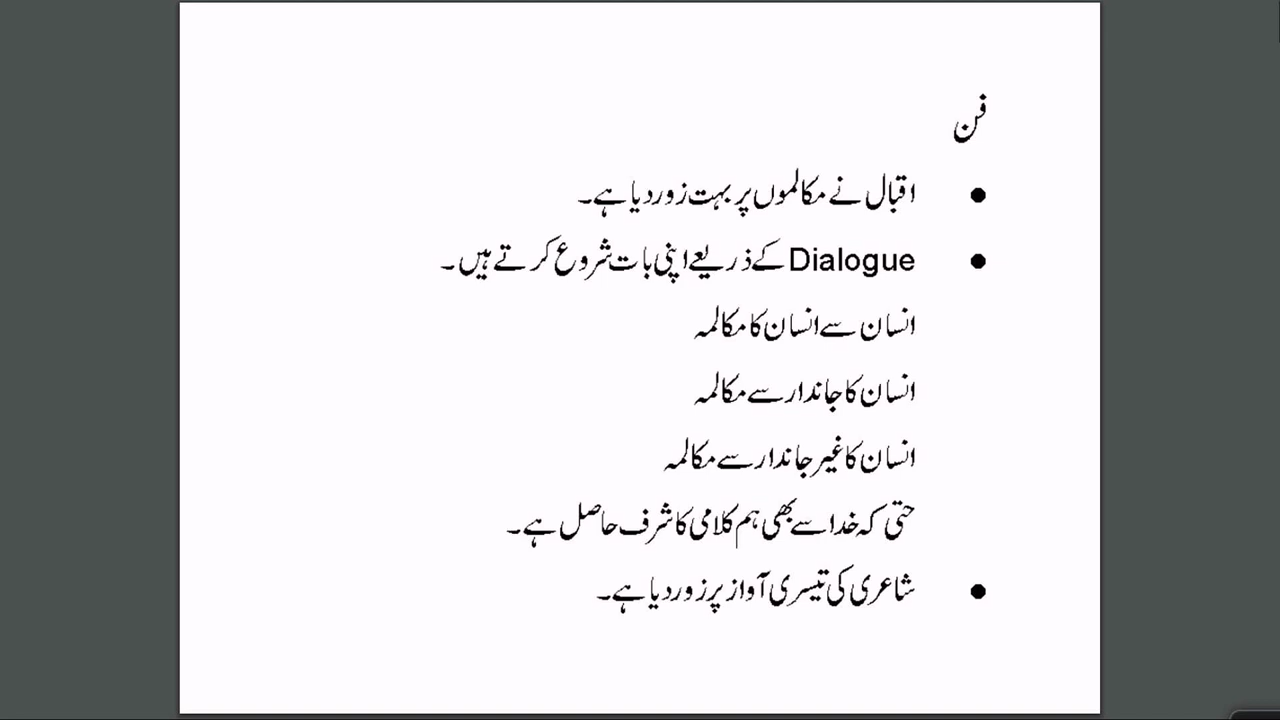 فن
● اقبال نے مکالموں پر بہت زور دیا ہے۔
● Dialogue کے ذریعے اپنی بات شروع کرتے ہیں۔
انسان سے انسان کا مکالمہ
انسان کا جاندار سے مکالمہ
انسان کا غیر جاندار سے مکالمہ
حتیٰ کہ خدا سے بھی ہم کلامی کا شرف حاصل ہے۔
● شاعری کی تیسری آواز پر زور دیا ہے۔